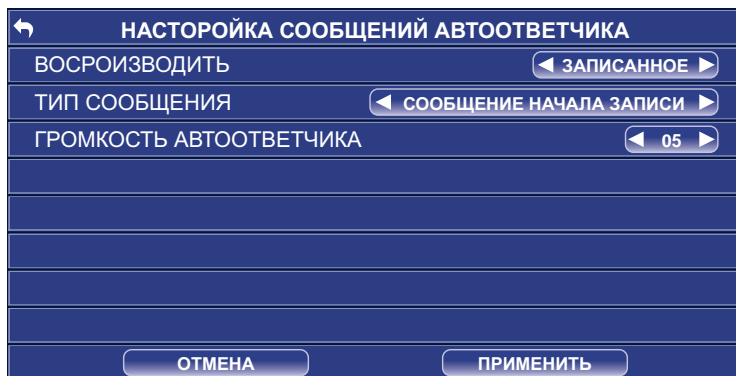 НАСТОРОЙКА СООБЩЕНИЙ АВТООТВЕТЧИКА
ВОСРОИЗВОДИТЬ ЗАПИСАННОЕ
ТИП СООБЩЕНИЯ СООБЩЕНИЕ НАЧАЛА ЗАПИСИ
ГРОМКОСТЬ АВТООТВЕТЧИКА 05
ОТМЕНА ПРИМЕНИТЬ